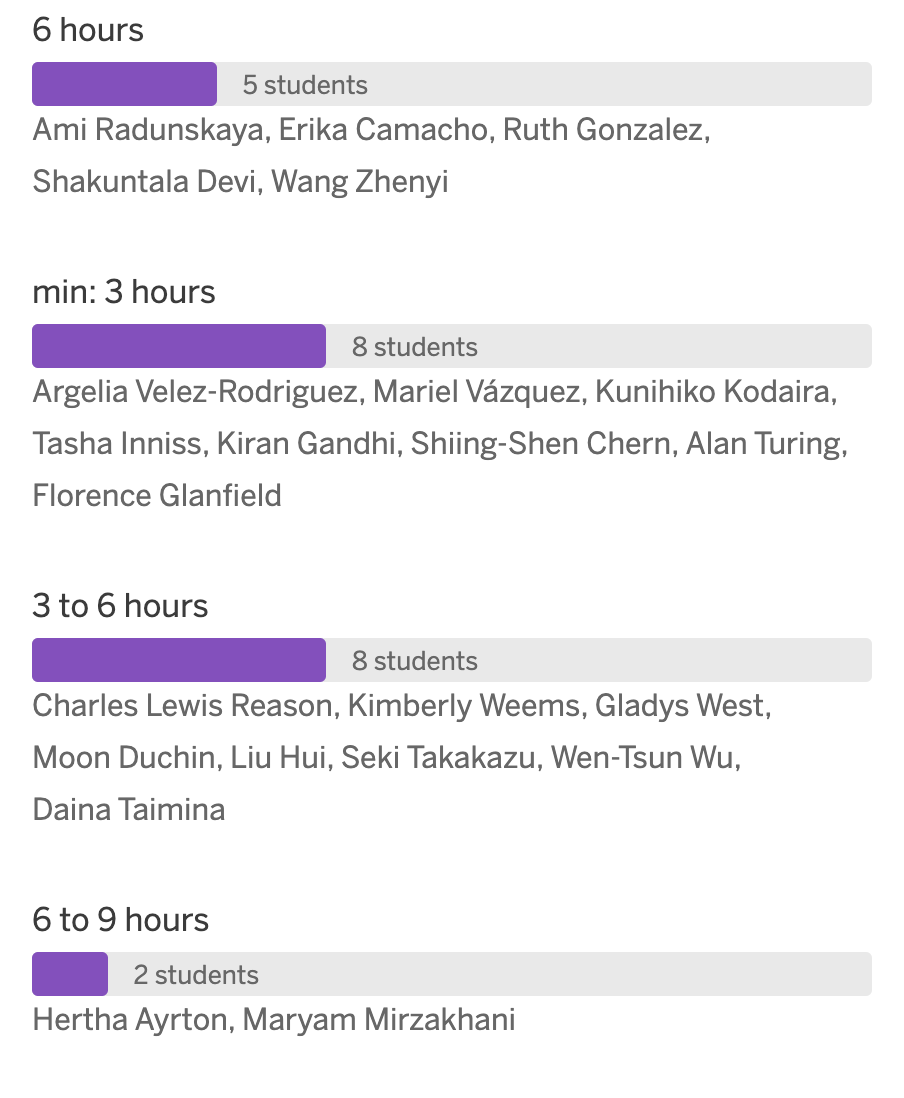 6 hours
5 students
Ami Radunskaya, Erika Camacho, Ruth Gonzalez,
Shakuntala Devi, Wang Zhenyi
min: 3 hours
8 students
Argelia Velez-Rodriguez, Mariel Vázquez, Kunihiko Kodaira,
Tasha Inniss, Kiran Gandhi, Shiing-Shen Chern, Alan Turing,
Florence Glanfield
3 to 6 hours
8 students
Charles Lewis Reason, Kimberly Weems, Gladys West,
Moon Duchin, Liu Hui, Seki Takakazu, Wen-Tsun Wu,
Daina Taimina
6 to 9 hours
2 students
Hertha Ayrton, Maryam Mirzakhani